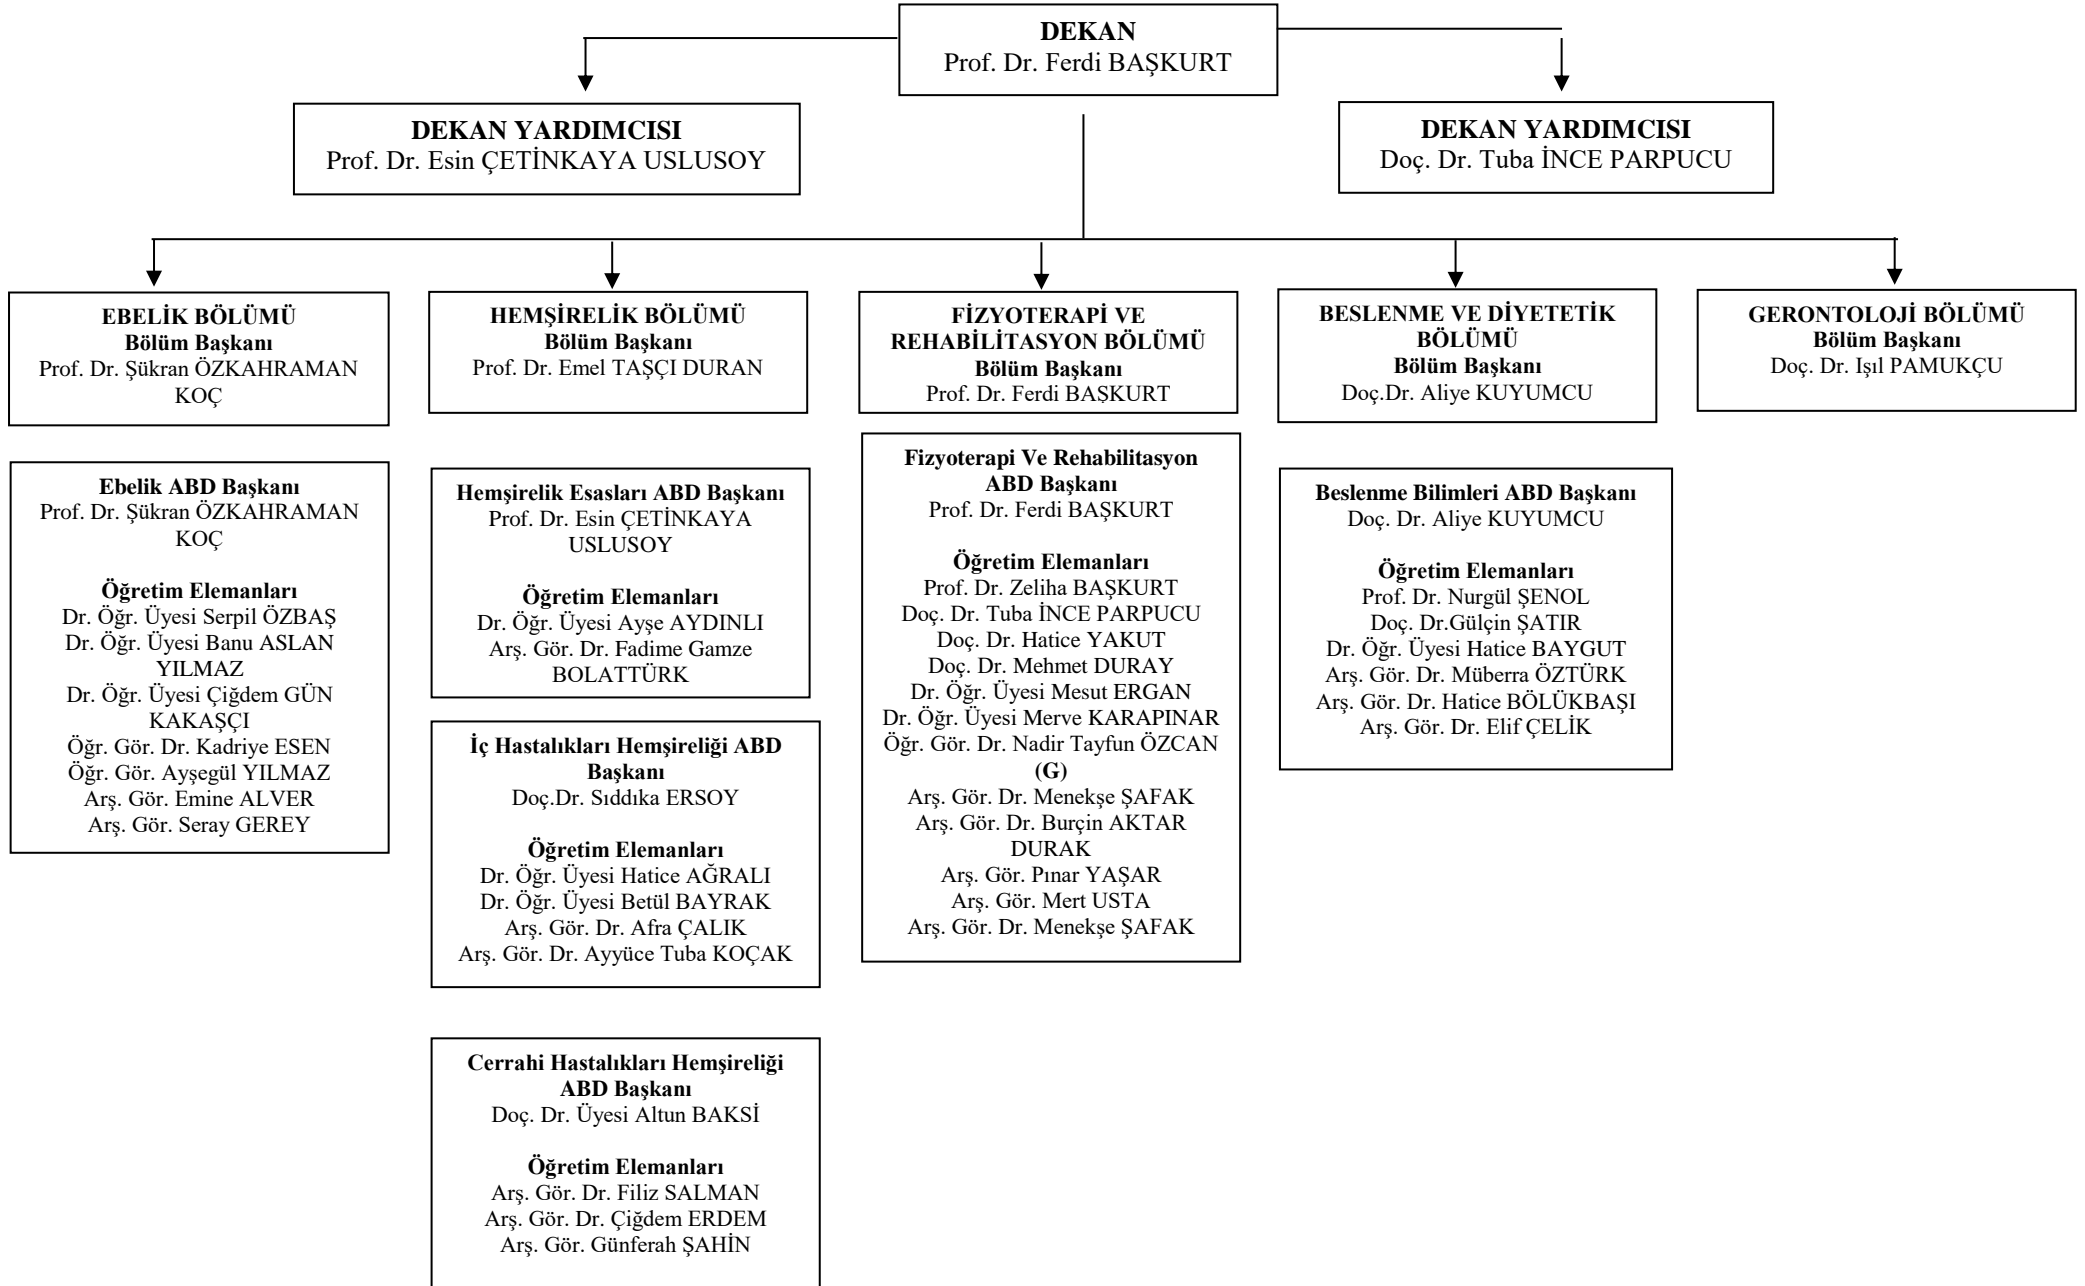 DEKAN
Prof. Dr. Ferdi BAŞKURT
DEKAN YARDIMCISI
Prof. Dr. Esin ÇETİNKAYA USLUSOY
DEKAN YARDIMCISI
Doç. Dr. Tuba İNCE PARPUCU
EBELİK BÖLÜMÜ
Bölüm Başkanı
Prof. Dr. Şükran ÖZKAHRAMAN
KOÇ
HEMŞİRELİK BÖLÜMÜ
Bölüm Başkanı
Prof. Dr. Emel TAŞÇI DURAN
FİZYOTERAPİ VE
REHABİLİTASYON BÖLÜMÜ
Bölüm Başkanı
Prof. Dr. Ferdi BAŞKURT
BESLENME VE DİYETETİK
BÖLÜMÜ
Bölüm Başkanı
Doç.Dr. Aliye KUYUMCU
GERONTOLOJİ BÖLÜMÜ
Bölüm Başkanı
Doç. Dr. Işıl PAMUKÇU
Ebelik ABD Başkanı
Prof. Dr. Şükran ÖZKAHRAMAN
KOÇ
Öğretim Elemanları
Dr. Öğr. Üyesi Serpil ÖZBAŞ
Dr. Öğr. Üyesi Banu ASLAN
YILMAZ
Dr. Öğr. Üyesi Çiğdem GÜN
KAKAŞÇI
Öğr. Gör. Dr. Kadriye ESEN
Öğr. Gör. Ayşegül YILMAZ
Arş. Gör. Emine ALVER
Arş. Gör. Seray GEREY
Hemşirelik Esasları ABD Başkanı
Prof. Dr. Esin ÇETİNKAYA
USLUSOY
Öğretim Elemanları
Dr. Öğr. Üyesi Ayşe AYDINLI
Arş. Gör. Dr. Fadime Gamze
BOLATTÜRK
İç Hastalıkları Hemşireliği ABD
Başkanı
Doç.Dr. Sıddıka ERSOY
Öğretim Elemanları
Dr. Öğr. Üyesi Hatice AĞRALI
Dr. Öğr. Üyesi Betül BAYRAK
Arş. Gör. Dr. Afra ÇALIK
Arş. Gör. Dr. Ayyüce Tuba KOÇAK
Cerrahi Hastalıkları Hemşireliği
ABD Başkanı
Doç. Dr. Üyesi Altun BAKSİ
Öğretim Elemanları
Arş. Gör. Dr. Filiz SALMAN
Arş. Gör. Dr. Çiğdem ERDEM
Arş. Gör. Günferah ŞAHİN
Fizyoterapi Ve Rehabilitasyon
ABD Başkanı
Prof. Dr. Ferdi BAŞKURT
Öğretim Elemanları
Prof. Dr. Zeliha BAŞKURT
Doç. Dr. Tuba İNCE PARPUCU
Doç. Dr. Hatice YAKUT
Doç. Dr. Mehmet DURAY
Dr. Öğr. Üyesi Mesut ERGAN
Dr. Öğr. Üyesi Merve KARAPINAR
Öğr. Gör. Dr. Nadir Tayfun ÖZCAN
(G)
Arş. Gör. Dr. Menekşe ŞAFAK
Arş. Gör. Dr. Burçin AKTAR
DURAK
Arş. Gör. Pınar YAŞAR
Arş. Gör. Mert USTA
Arş. Gör. Dr. Menekşe ŞAFAK
Beslenme Bilimleri ABD Başkanı
Doç. Dr. Aliye KUYUMCU
Öğretim Elemanları
Prof. Dr. Nurgül ŞENOL
Doç. Dr.Gülçin ŞATIR
Dr. Öğr. Üyesi Hatice BAYGUT
Arş. Gör. Dr. Müberra ÖZTÜRK
Arş. Gör. Dr. Hatice BÖLÜKBAŞI
Arş. Gör. Dr. Elif ÇELİK